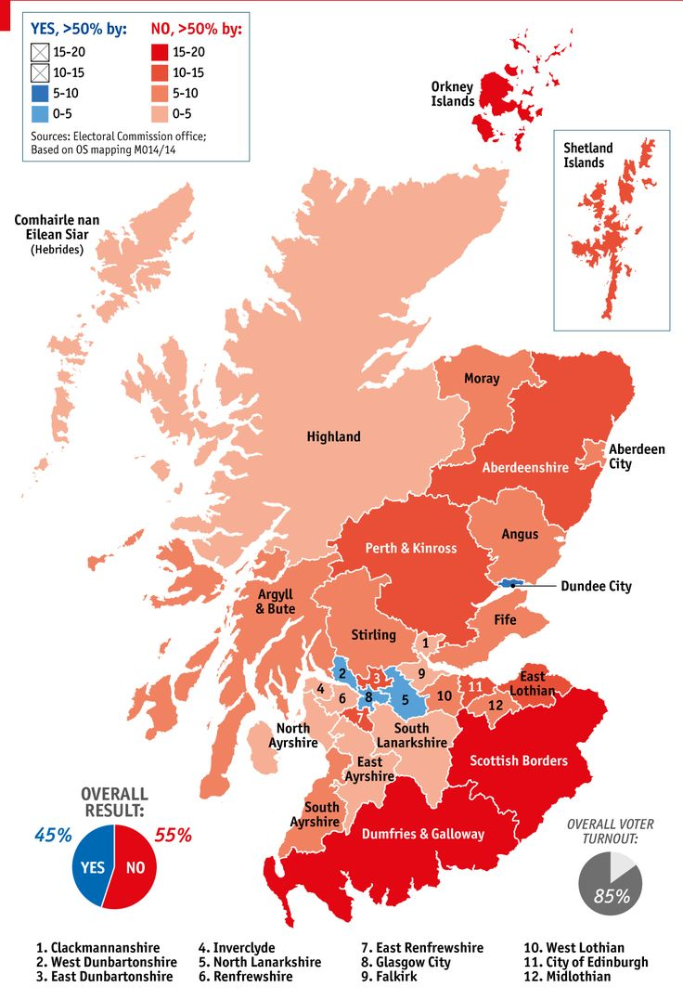 YES, >50% by:
NO, >50% by:
15-20
15-20
10-15
10-15
5-10
5-10
0-5
0-5
Sources: Electoral Commission office;
Based on OS mapping M014/14
Orkney
Islands
Shetland
Islands
Comhairle nan
Eilean Siar
(Hebrides)
Moray
Highland
Aberdeenshire
Aberdeen
City
Angus
Perth & Kinross
Dundee City
Argyll
& Bute
Fife
Stirling
1
2
3
9
11
East
Lothian
4
6
8
5
10
12
7
North
Ayrshire
South
Lanarkshire
East
Ayrshire
Scottish Borders
South
Ayrshire
Dumfries & Galloway
OVERALL
RESULT:
45%
55%
YES
NO
OVERALL VOTER
TURNOUT:
85%
1. Clackmannanshire
2. West Dunbartonshire
3. East Dunbartonshire
4. Inverclyde
5. North Lanarkshire
6. Renfrewshire
7. East Renfrewshire
8. Glasgow City
9. Falkirk
10. West Lothian
11. City of Edinburgh
12. Midlothian